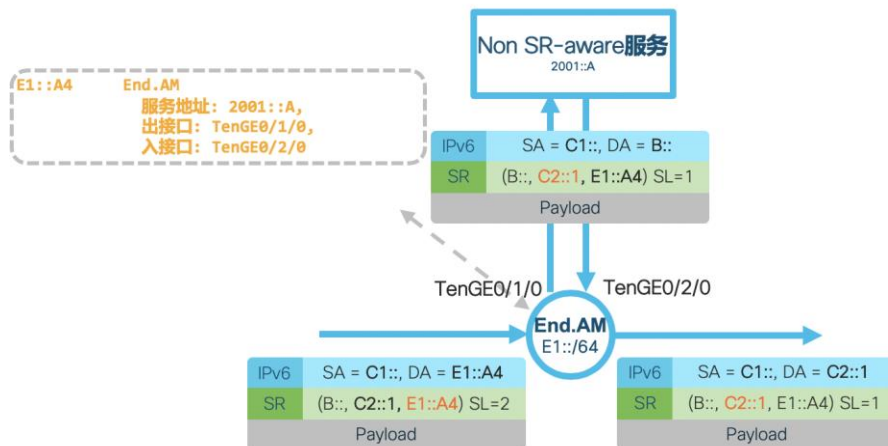 Non SR-aware服务
2001::A
E1::A4 End.AM
服务地址: 2001::A,
出接口: TenGE0/1/0,
入接口: TenGE0/2/0
IPv6 SA = C1::, DA = B::
SR (B::, C2::1, E1::A4) SL=1
Payload
TenGE0/1/0 TenGE0/2/0
End.AM
E1::/64
IPv6 SA = C1::, DA = E1::A4
SR (B::, C2::1, E1::A4) SL=2
Payload
IPv6 SA = C1::, DA = C2::1
SR (B::, C2::1, E1::A4) SL=1
Payload